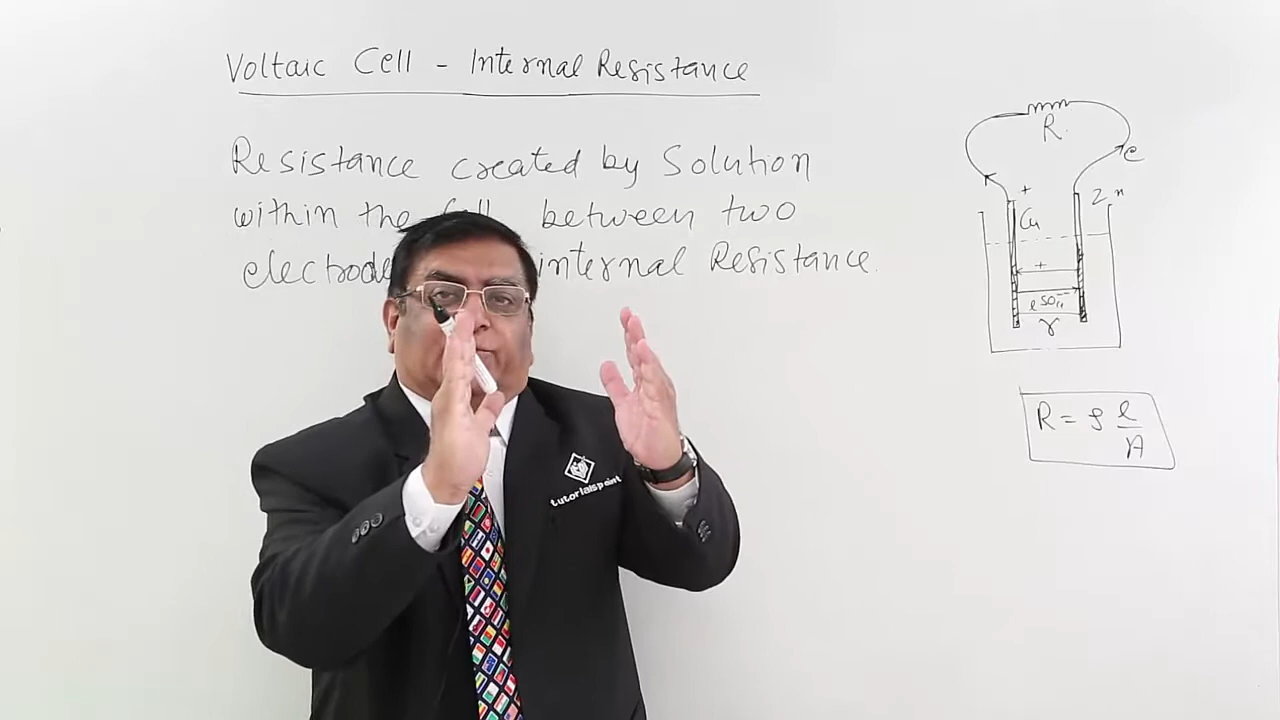 Voltaic Cell - Internal Resistance
Resistance created by Solution
within the Cell between two
electrode internal Resistance.
R.
e
+
Zn
Cu
+
e SO4--
r
R = ρ l/A
tutorialspoint